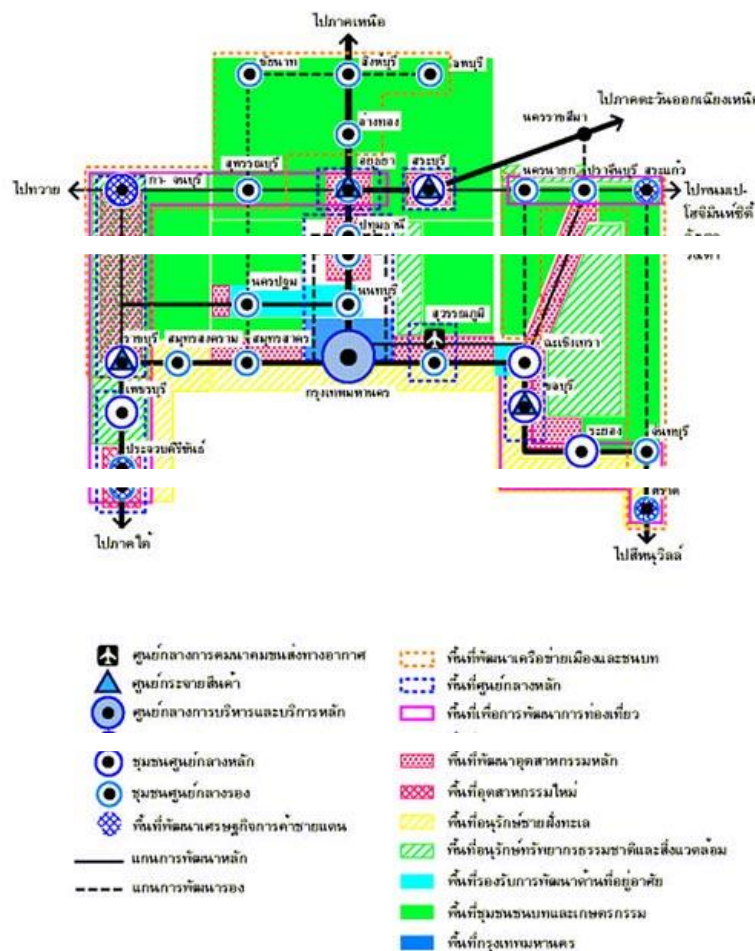 ไปภาคเหนือ
ชัยนาท
สิงห์บุรี
ลพบุรี
ไปภาคตะวันออกเฉียงเหนือ
นครราชสีมา
อ่างทอง
สุพรรณบุรี
อยุธยา
สระบุรี
นครนายก ปราจีนบุรี สระแก้ว
ไปทวาย
กา- จนบุรี
ไปพนมเปญ-
โฮจิมินห์ซิตี้
ปทุมธานี
นครปฐม
นนทบุรี
สุวรรณภูมิ
ราชบุรี
สมุทรสงคราม
สมุทรสาคร
ฉะเชิงเทรา
เพชรบุรี
กรุงเทพมหานคร
ชลบุรี
ประจวบคีรีขันธ์
ระยอง
จันทบุรี
ตราด
ไปภาคใต้
ไปสีหนุวิลล์
ศูนย์กลางการคมนาคมขนส่งทางอากาศ
ศูนย์กระจายสินค้า
ศูนย์กลางการบริหารและบริการหลัก
ชุมชนศูนย์กลางหลัก
ชุมชนศูนย์กลางรอง
พื้นที่พัฒนาเศรษฐกิจการค้าชายแดน
แกนการพัฒนาหลัก
แกนการพัฒนารอง
พื้นที่พัฒนาเครือข่ายเมืองและชนบท
พื้นที่ศูนย์กลางหลัก
พื้นที่เพื่อการพัฒนาการท่องเที่ยว
พื้นที่พัฒนาอุตสาหกรรมหลัก
พื้นที่อุตสาหกรรมใหม่
พื้นที่อนุรักษ์ชายฝั่งทะเล
พื้นที่อนุรักษ์ทรัพยากรธรรมชาติและสิ่งแวดล้อม
พื้นที่รองรับการพัฒนาด้านที่อยู่อาศัย
พื้นที่ชุมชนชนบทและเกษตรกรรม
พื้นที่กรุงเทพมหานคร